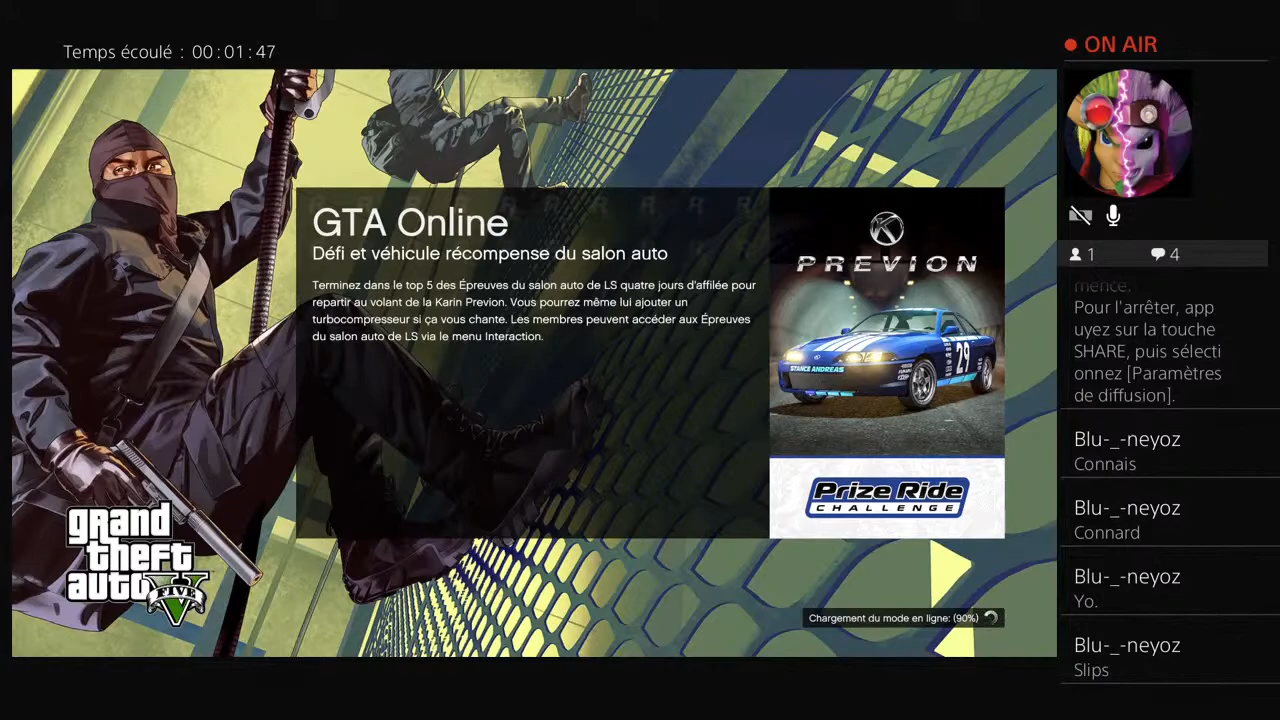 Temps écoulé : 00:01:47
ON AIR
GTA Online
Défi et véhicule récompense du salon auto
Terminez dans le top 5 des Épreuves du salon auto de LS quatre jours d'affilée pour
repartir au volant de la Karin Previon. Vous pourrez même lui ajouter un
turbocompresseur si ça vous chante. Les membres peuvent accéder aux Épreuves
du salon auto de LS via le menu Interaction.
K
PREVION
29
STANCE ANDREAS
Prize Ride
CHALLENGE
grand
theft
auto
FIVE
V
Chargement du mode en ligne: (90%)
1
4
mence.
Pour l'arrêter, app
uyez sur la touche
SHARE, puis sélecti
onnez [Paramètres
de diffusion].
Blu-_-neyoz
Connais
Blu-_-neyoz
Connard
Blu-_-neyoz
Yo.
Blu-_-neyoz
Slips